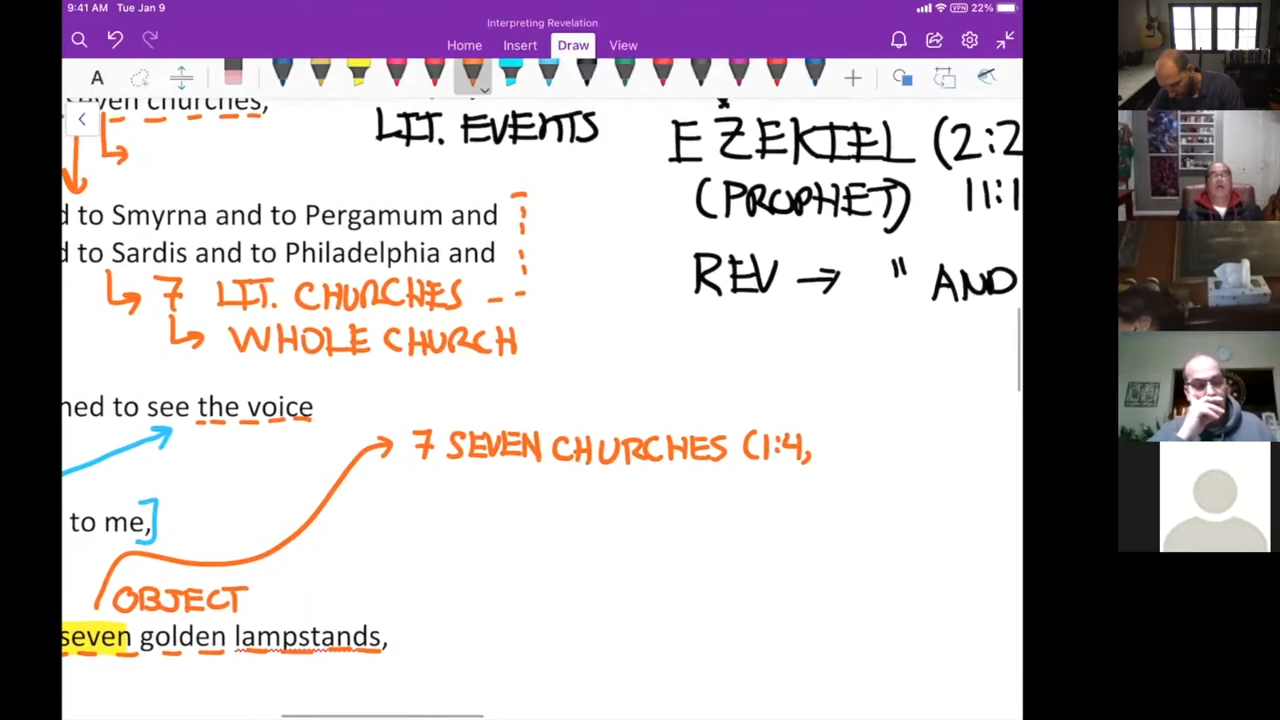 9:41 AM Tue Jan 9
VPN 22%
Interpreting Revelation
Home Insert Draw View
A
seven churches,
LIT. EVENTS
EZEKIEL (2:2
(PROPHET) 11:1
d to Smyrna and to Pergamum and
d to Sardis and to Philadelphia and
REV → " AND
7 LIT. CHURCHES
WHOLE CHURCH
ned to see the voice
7 SEVEN CHURCHES (1:4,
to me,]
OBJECT
seven golden lampstands,